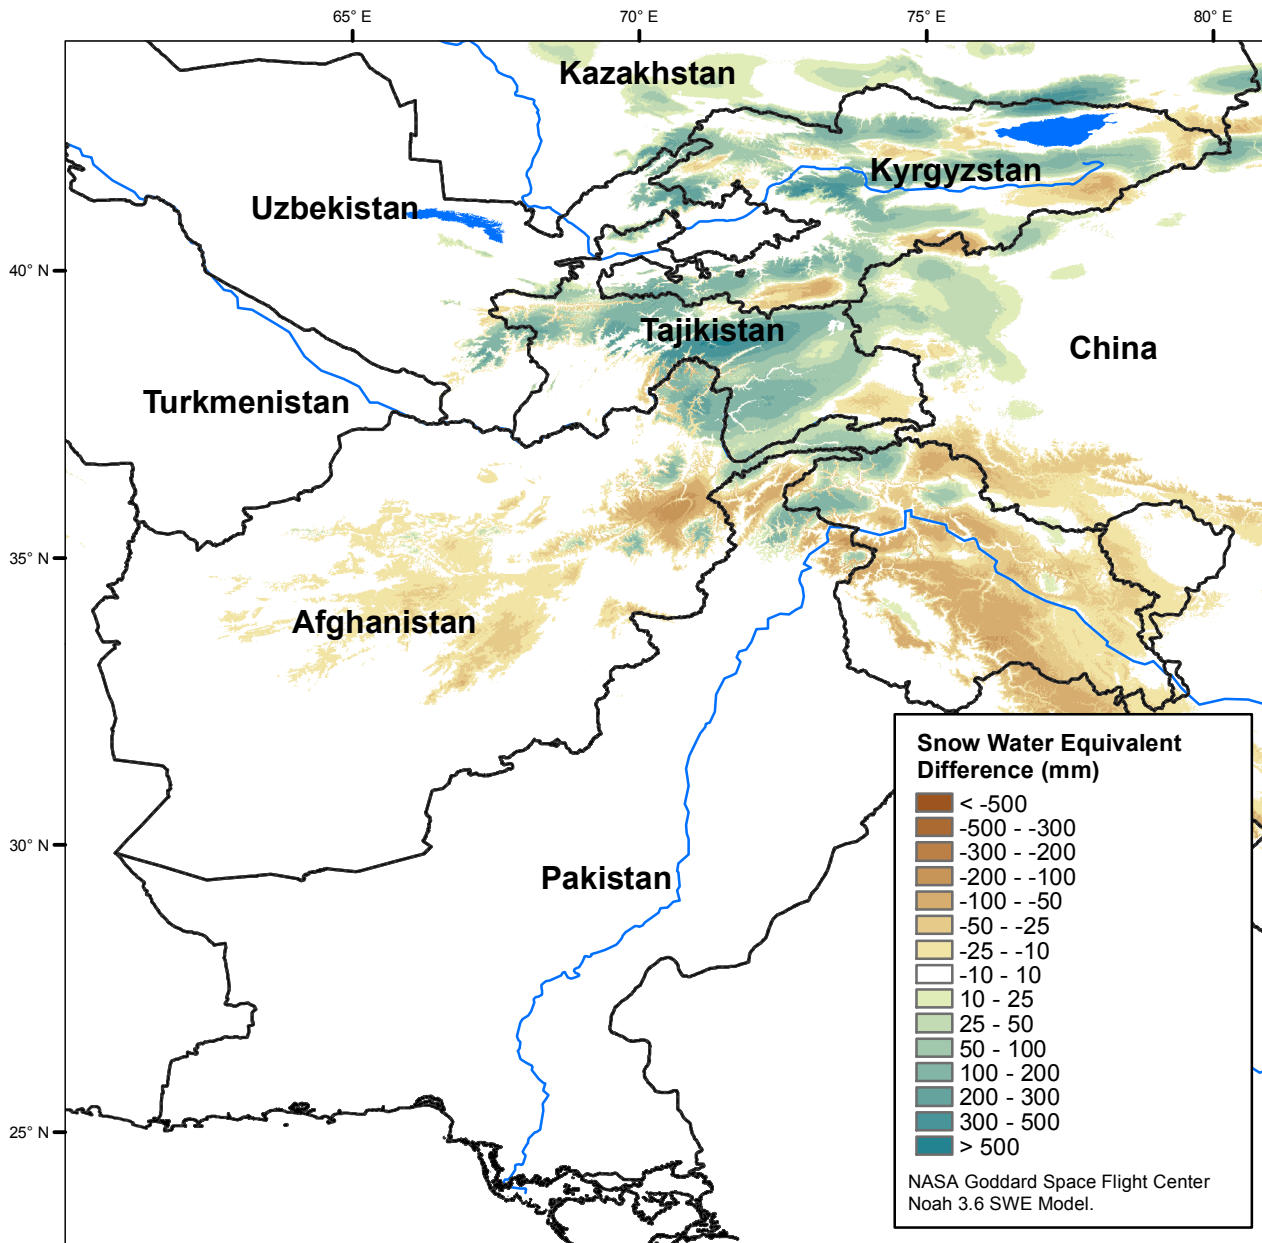 65° E
70° E
75° E
80° E
Kazakhstan
Kyrgyzstan
Uzbekistan
40° N
Tajikistan
China
Turkmenistan
35° N
Afghanistan
30° N
Pakistan
25° N
Snow Water Equivalent
Difference (mm)
< -500
-500 - -300
-300 - -200
-200 - -100
-100 - -50
-50 - -25
-25 - -10
-10 - 10
10 - 25
25 - 50
50 - 100
100 - 200
200 - 300
300 - 500
> 500
NASA Goddard Space Flight Center
Noah 3.6 SWE Model.